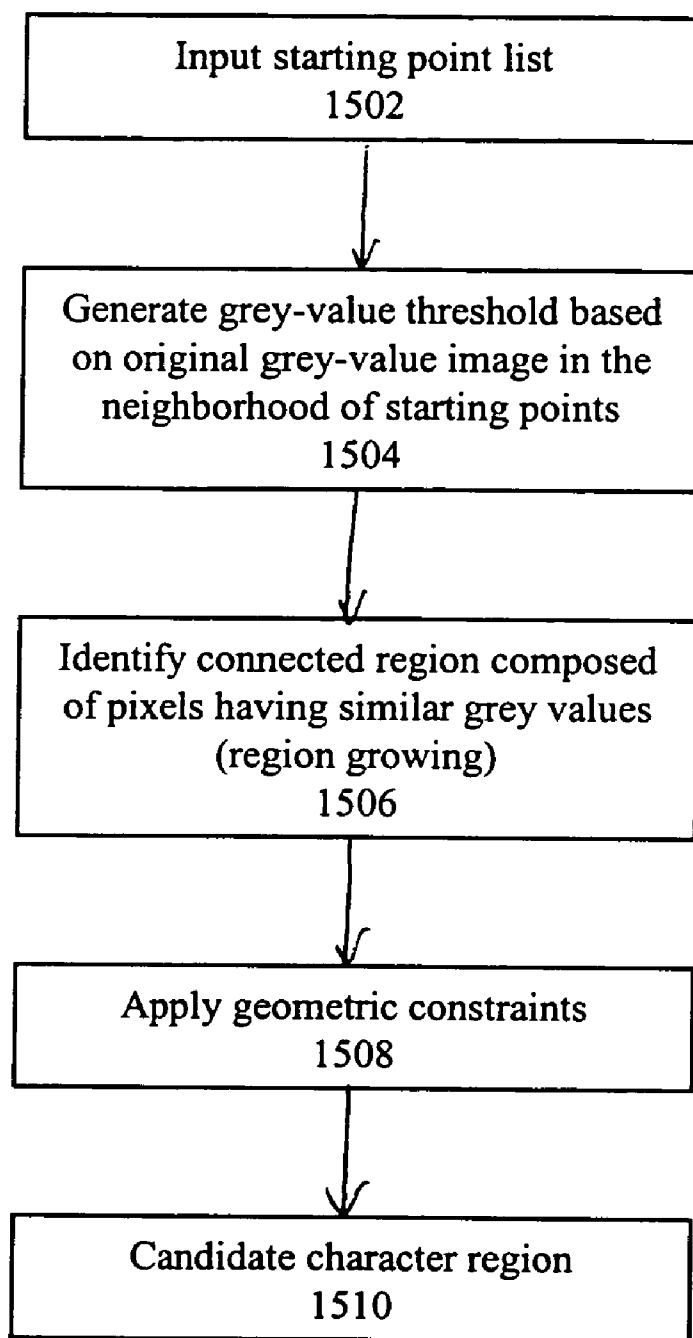 Input starting point list
1502
Generate grey-value threshold based
on original grey-value image in the
neighborhood of starting points
1504
Identify connected region composed
of pixels having similar grey values
(region growing)
1506
Apply geometric constraints
1508
Candidate character region
1510